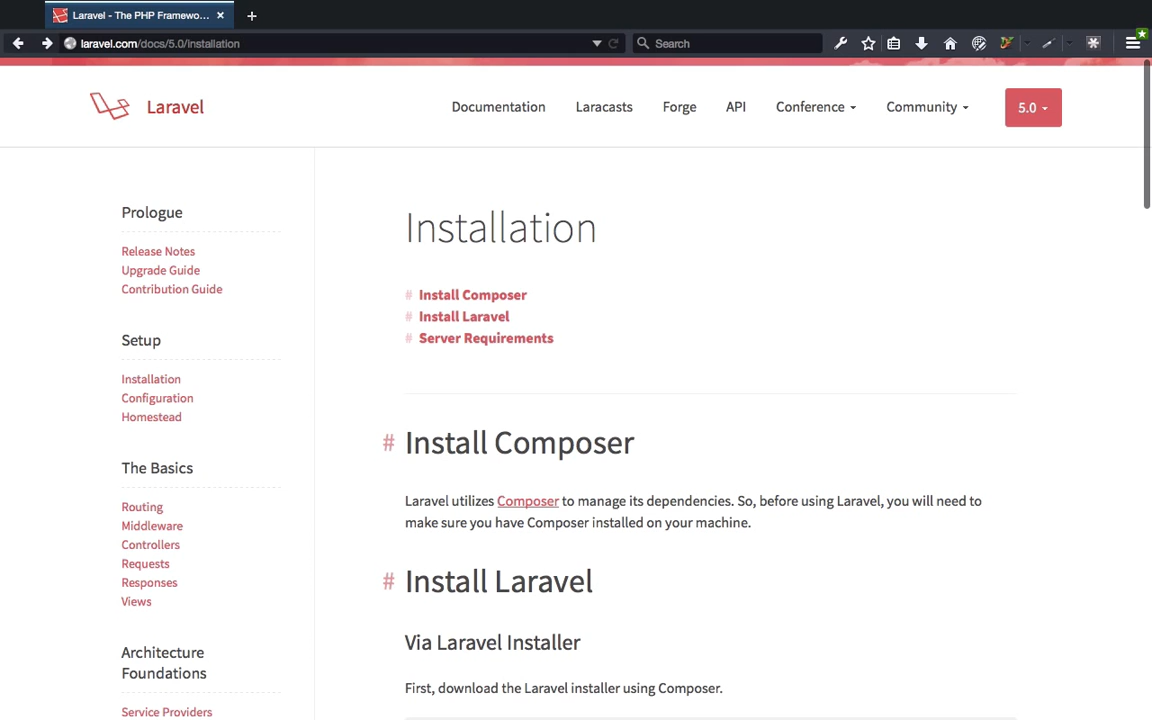 Laravel - The PHP Framewo...
laravel.com/docs/5.0/installation
Search
Laravel
Documentation
Laracasts
Forge
API
Conference
Community
5.0
Prologue
Release Notes
Upgrade Guide
Contribution Guide
Setup
Installation
Configuration
Homestead
The Basics
Routing
Middleware
Controllers
Requests
Responses
Views
Architecture
Foundations
Service Providers
Installation
# Install Composer
# Install Laravel
# Server Requirements
# Install Composer
Laravel utilizes Composer to manage its dependencies. So, before using Laravel, you will need to
make sure you have Composer installed on your machine.
# Install Laravel
Via Laravel Installer
First, download the Laravel installer using Composer.